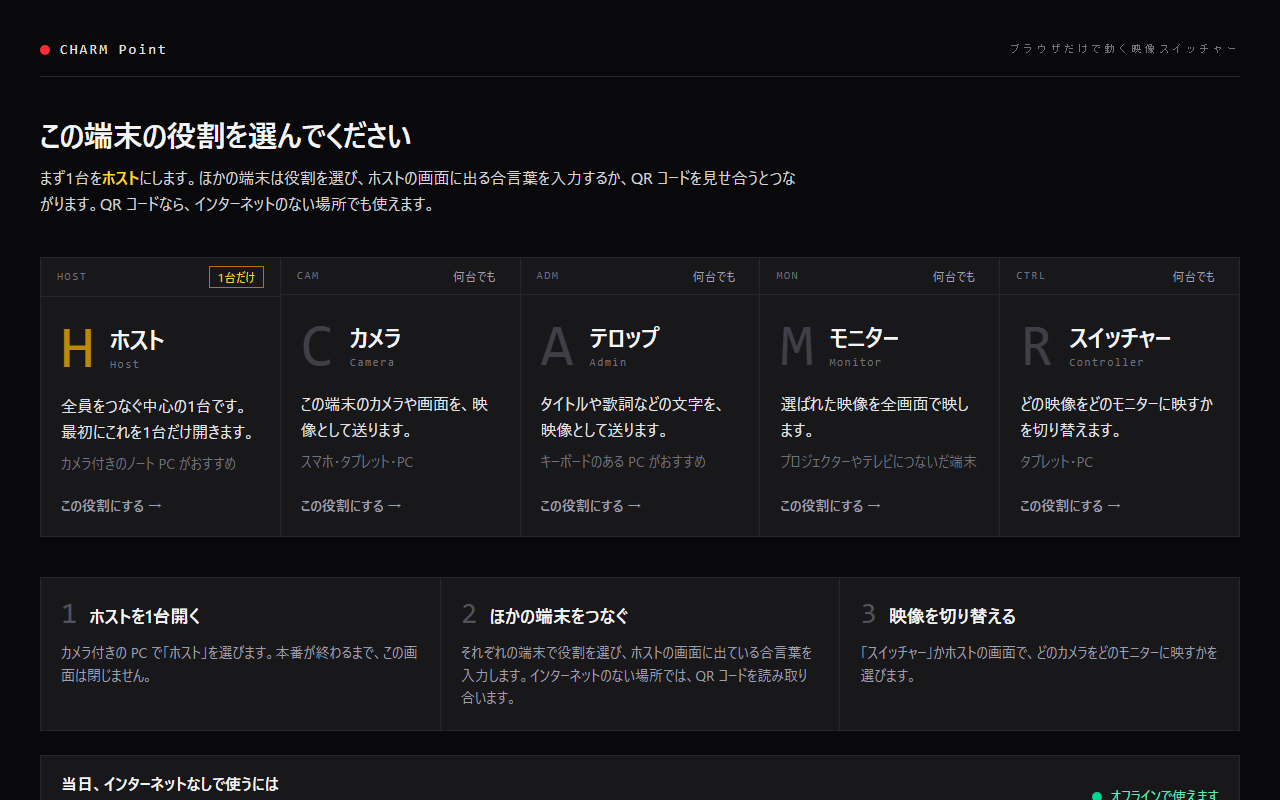 CHARM Point
ブラウザだけで動く映像スイッチャー
この端末の役割を選んでください
まず1台をホストにします。ほかの端末は役割を選び、ホストの画面に出る合言葉を入力するか、QR コードを見せ合うとつな
がります。QR コードなら、インターネットのない場所でも使えます。
HOST 1台だけ
H ホスト
Host
全員をつなぐ中心の1台です。
最初にこれを1台だけ開きます。
カメラ付きのノート PC がおすすめ
この役割にする →
CAM 何台でも
C カメラ
Camera
この端末のカメラや画面を、映
像として送ります。
スマホ・タブレット・PC
この役割にする →
ADM 何台でも
A テロップ
Admin
タイトルや歌詞などの文字を、
映像として送ります。
キーボードのある PC がおすすめ
この役割にする →
MON 何台でも
M モニター
Monitor
選ばれた映像を全画面で映し
ます。
プロジェクターやテレビにつないだ端末
この役割にする →
CTRL 何台でも
R スイッチャー
Controller
どの映像をどのモニターに映すか
を切り替えます。
タブレット・PC
この役割にする →
1 ホストを1台開く
カメラ付きの PC で「ホスト」を選びます。本番が終わるまで、この画
面は閉じません。
2 ほかの端末をつなぐ
それぞれの端末で役割を選び、ホストの画面に出ている合言葉を
入力します。インターネットのない場所では、QR コードを読み取り
合います。
3 映像を切り替える
「スイッチャー」かホストの画面で、どのカメラをどのモニターに映すかを
選びます。
当日、インターネットなしで使うには
オフラインで使えます